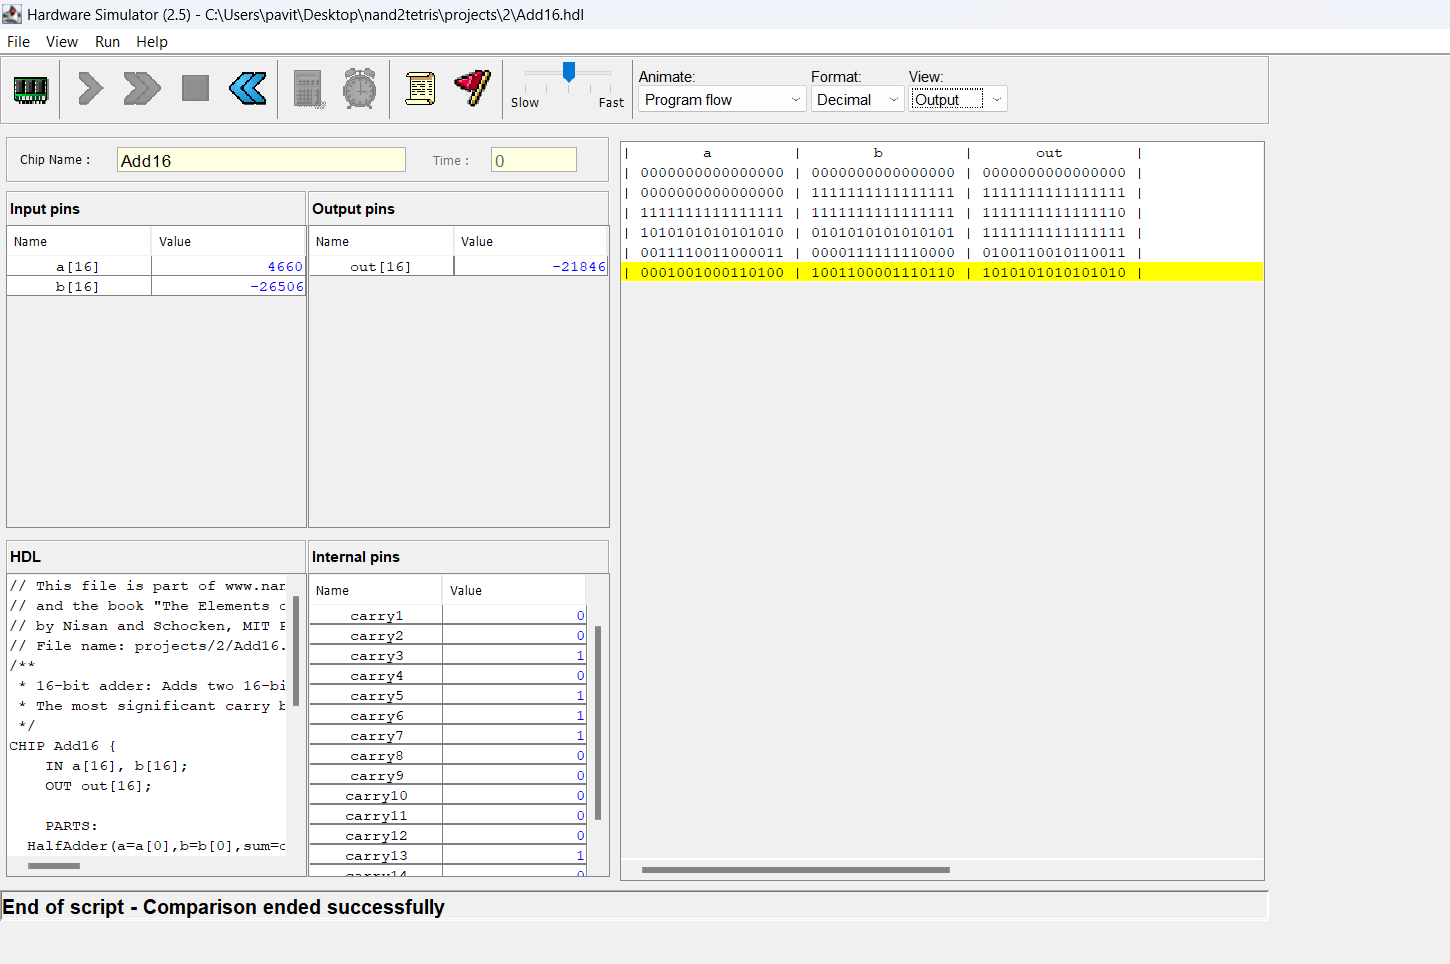 Hardware Simulator (2.5) - C:\Users\pavit\Desktop\nand2tetris\projects\2\Add16.hdl
File View Run Help
Slow Fast
Animate: Format: View:
Program flow Decimal Output
Chip Name : Add16 Time : 0
Input pins
Name Value
a[16] 4660
b[16] -26506
Output pins
Name Value
out[16] -21846
| a | b | out |
| 0000000000000000 | 0000000000000000 | 0000000000000000 |
| 0000000000000000 | 1111111111111111 | 1111111111111111 |
| 1111111111111111 | 1111111111111111 | 1111111111111110 |
| 1010101010101010 | 0101010101010101 | 1111111111111111 |
| 0011110011000011 | 0000111111110000 | 0100110010110011 |
| 0001001000110100 | 1001100001110110 | 1010101010101010 |
HDL
// This file is part of www.nan
// and the book "The Elements o
// by Nisan and Schocken, MIT P
// File name: projects/2/Add16.
/**
* 16-bit adder: Adds two 16-bi
* The most significant carry b
*/
CHIP Add16 {
IN a[16], b[16];
OUT out[16];
PARTS:
HalfAdder(a=a[0],b=b[0],sum=o
Internal pins
Name Value
carry1 0
carry2 0
carry3 1
carry4 0
carry5 1
carry6 1
carry7 1
carry8 0
carry9 0
carry10 0
carry11 0
carry12 0
carry13 1
carry14 0
End of script - Comparison ended successfully